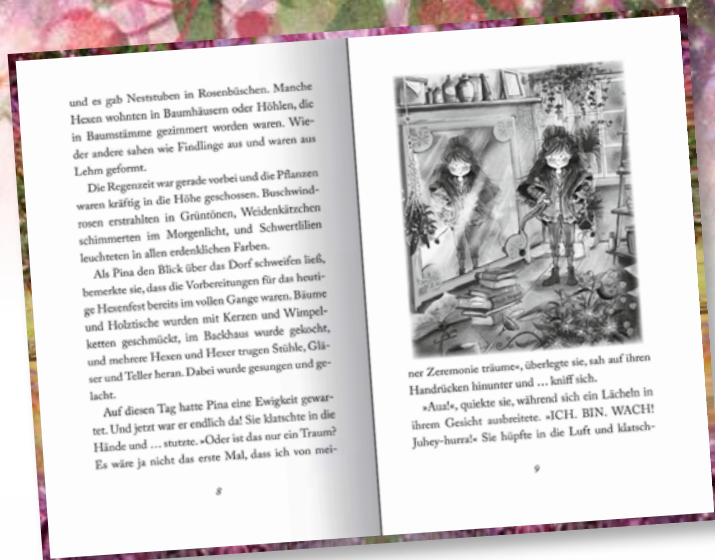 und es gab Neststuben in Rosenbüschen. Manche
Hexen wohnten in Baumhäusern oder Höhlen, die
in Baumstämme gezimmert worden waren. Wie-
der andere sahen wie Findlinge aus und waren aus
Lehm geformt.
Die Regenzeit war gerade vorbei und die Pflanzen
waren kräftig in die Höhe geschossen. Buschwind-
rosen erstrahlten in Grüntönen, Weidenkätzchen
schimmerten im Morgenlicht, und Schwertlilien
leuchteten in allen erdenklichen Farben.
Als Pina den Blick über das Dorf schweifen ließ,
bemerkte sie, dass die Vorbereitungen für das heuti-
ge Hexenfest bereits im vollen Gange waren. Bäume
und Holztische wurden mit Kerzen und Wimpel-
ketten geschmückt, im Backhaus wurde gekocht,
und mehrere Hexen und Hexer trugen Stühle, Glä-
ser und Teller heran. Dabei wurde gesungen und ge-
lacht.
Auf diesen Tag hatte Pina eine Ewigkeit gewar-
tet. Und jetzt war er endlich da! Sie klatschte in die
Hände und … stutzte. »Oder ist das nur ein Traum?
Es wäre ja nicht das erste Mal, dass ich von mei-
8
ner Zeremonie träume«, überlegte sie, sah auf ihren
Handrücken hinunter und … kniff sich.
»Aua!«, quiekte sie, während sich ein Lächeln in
ihrem Gesicht ausbreitete. »ICH. BIN. WACH!
Juhey-hurra!« Sie hüpfte in die Luft und klatsch-
9